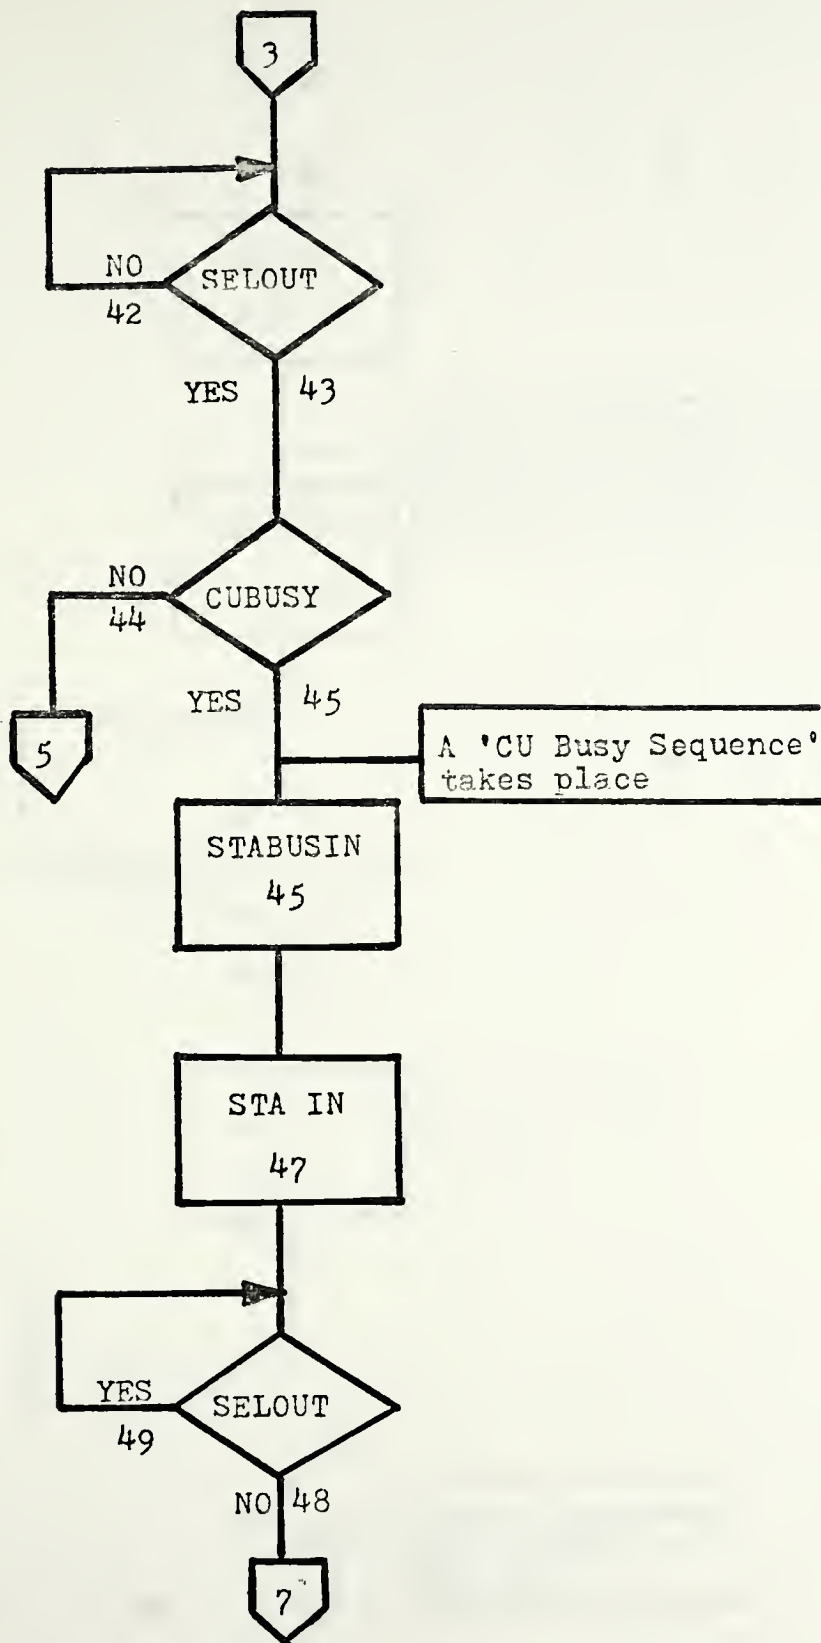 3
NO
SELOUT
42
YES 43
NO
CUBUSY
44
YES 45
5
A 'CU Busy Sequence'
takes place
STABUSIN
45
STA IN
47
YES
SELOUT
49
NO 48
7